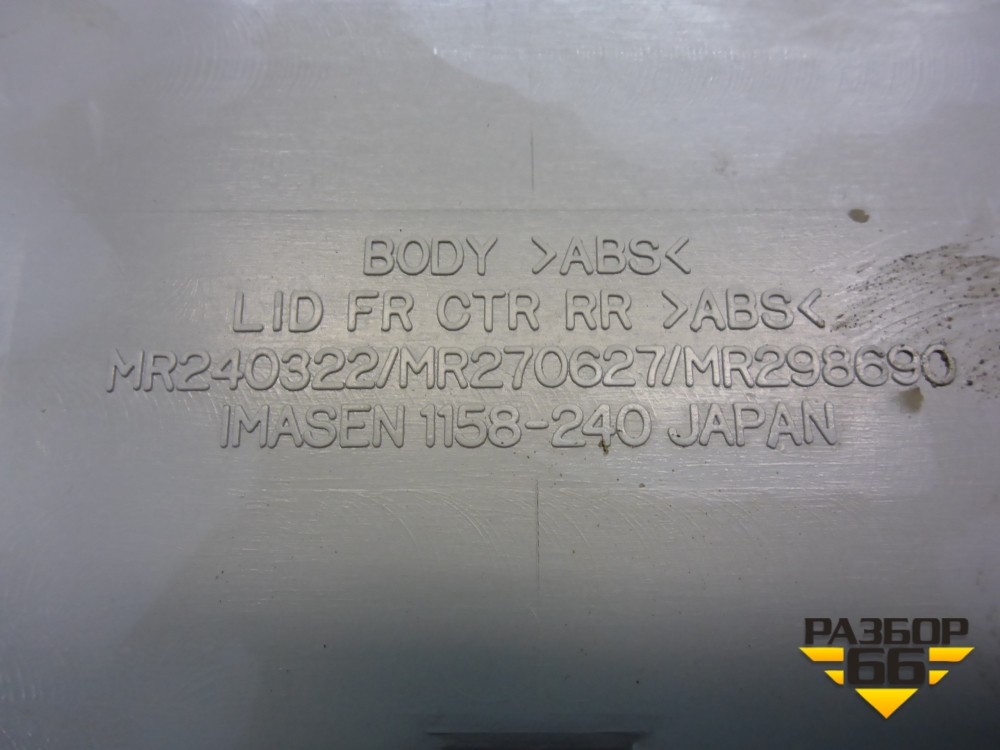 BODY >ABS<
LID FR CTR RR >ABS<
MR240322/MR270627/MR298690
IMASEN 1158-240 JAPAN
РАЗБОР
66